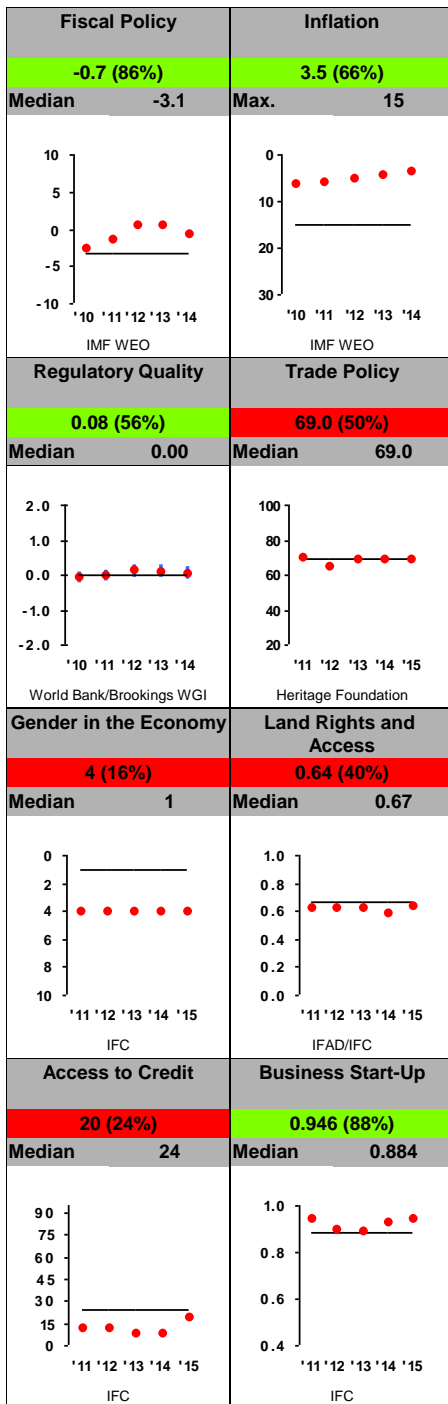 Fiscal Policy
-0.7 (86%)
Median -3.1
10
5
0
-5
-10
'10 '11 '12 '13 '14
IMF WEO
Inflation
3.5 (66%)
Max. 15
0
10
20
30
'10 '11 '12 '13 '14
IMF WEO
Regulatory Quality
0.08 (56%)
Median 0.00
2.0
1.0
0.0
-1.0
-2.0
'10 '11 '12 '13 '14
World Bank/Brookings WGI
Trade Policy
69.0 (50%)
Median 69.0
100
80
60
40
20
'11 '12 '13 '14 '15
Heritage Foundation
Gender in the Economy
4 (16%)
Median 1
0
2
4
6
8
10
'11 '12 '13 '14 '15
IFC
Land Rights and
Access
0.64 (40%)
Median 0.67
1.0
0.8
0.6
0.4
0.2
0.0
'11 '12 '13 '14 '15
IFAD/IFC
Access to Credit
20 (24%)
Median 24
90
75
60
45
30
15
0
'11 '12 '13 '14 '15
IFC
Business Start-Up
0.946 (88%)
Median 0.884
1.0
0.8
0.6
0.4
'11 '12 '13 '14 '15
IFC